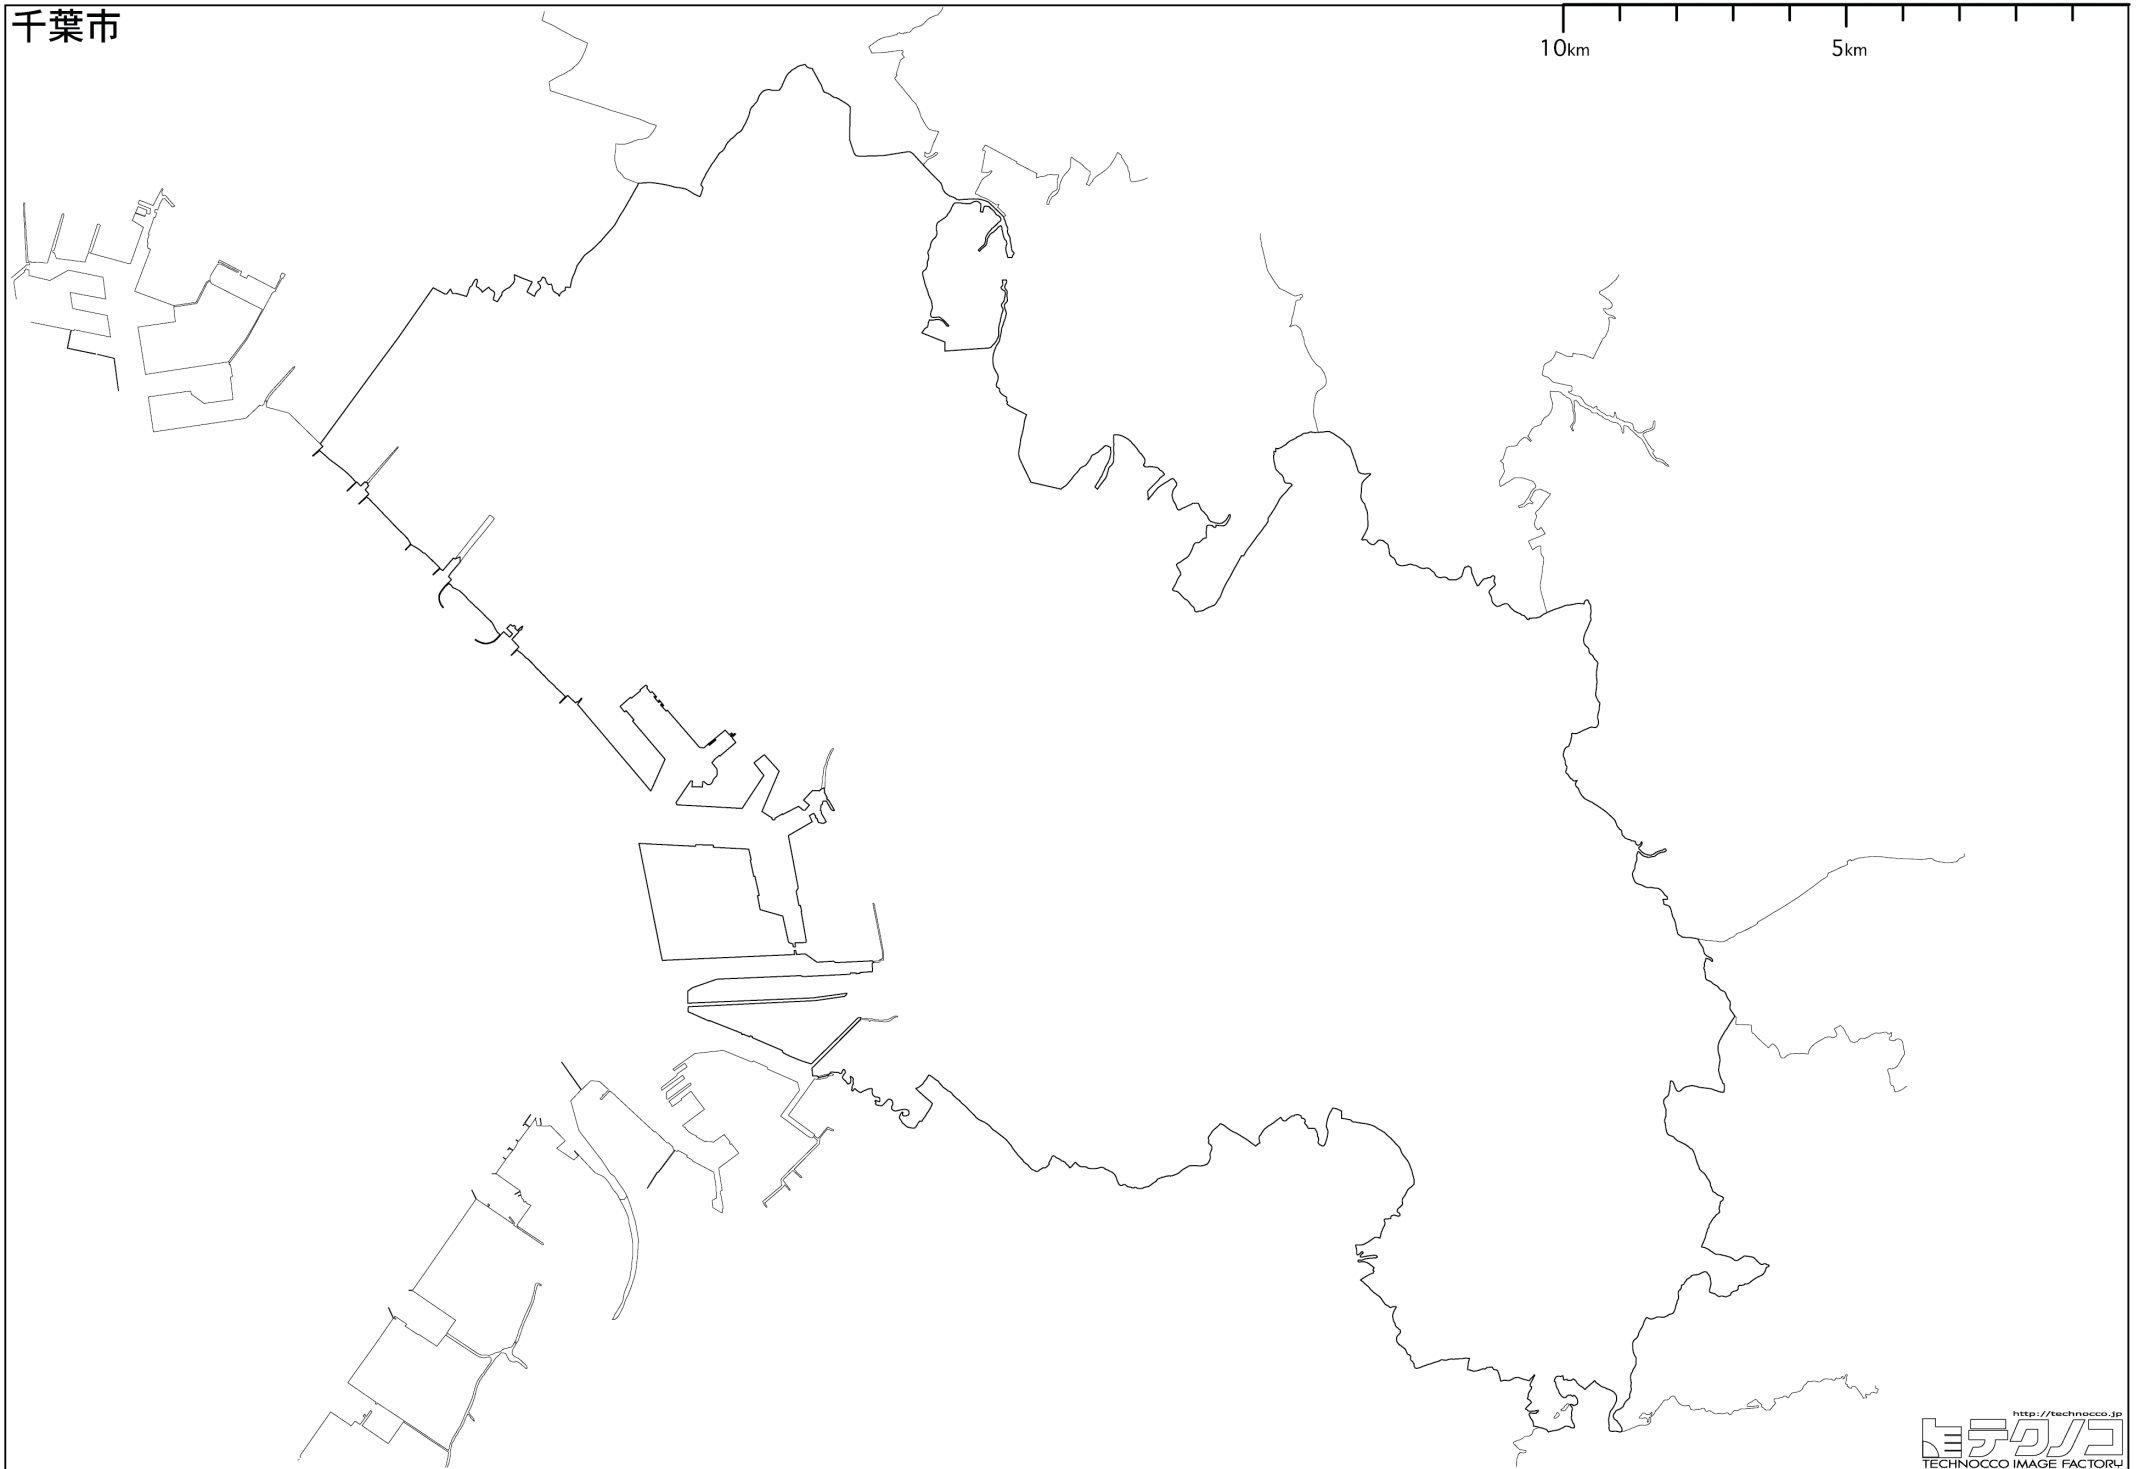 千葉市
10km
5km
http://technocco.jp
テクノコ
TECHNOCCO IMAGE FACTORY